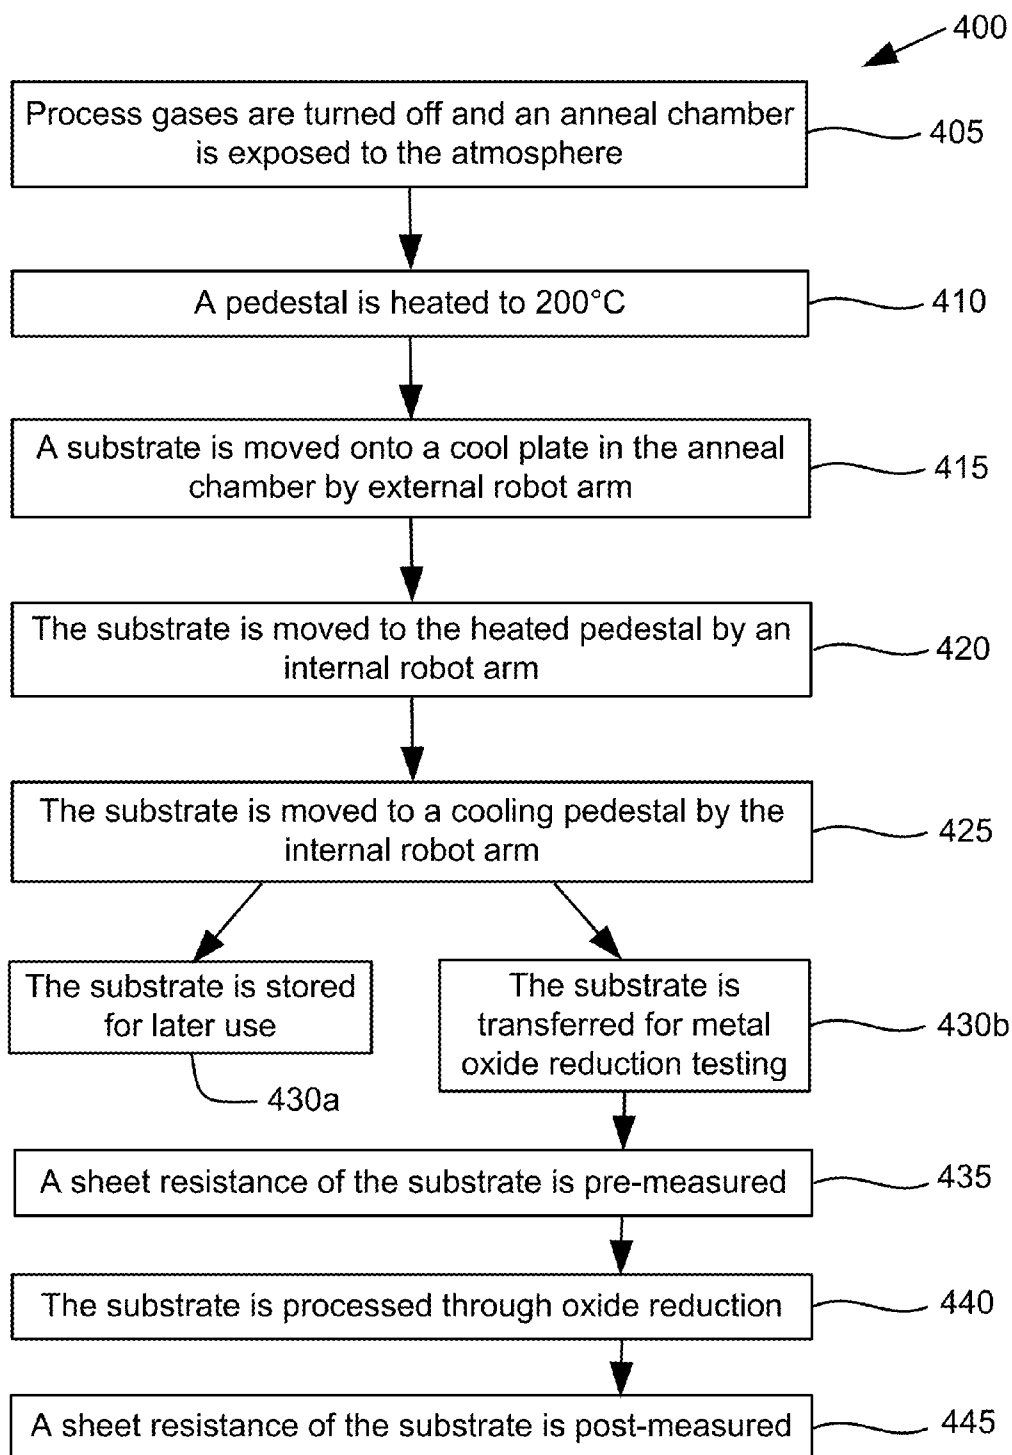 400
Process gases are turned off and an anneal chamber
is exposed to the atmosphere
405
A pedestal is heated to 200°C
410
A substrate is moved onto a cool plate in the anneal
chamber by external robot arm
415
The substrate is moved to the heated pedestal by an
internal robot arm
420
The substrate is moved to a cooling pedestal by the
internal robot arm
425
The substrate is stored
for later use
430a
The substrate is
transferred for metal
oxide reduction testing
430b
A sheet resistance of the substrate is pre-measured
435
The substrate is processed through oxide reduction
440
A sheet resistance of the substrate is post-measured
445